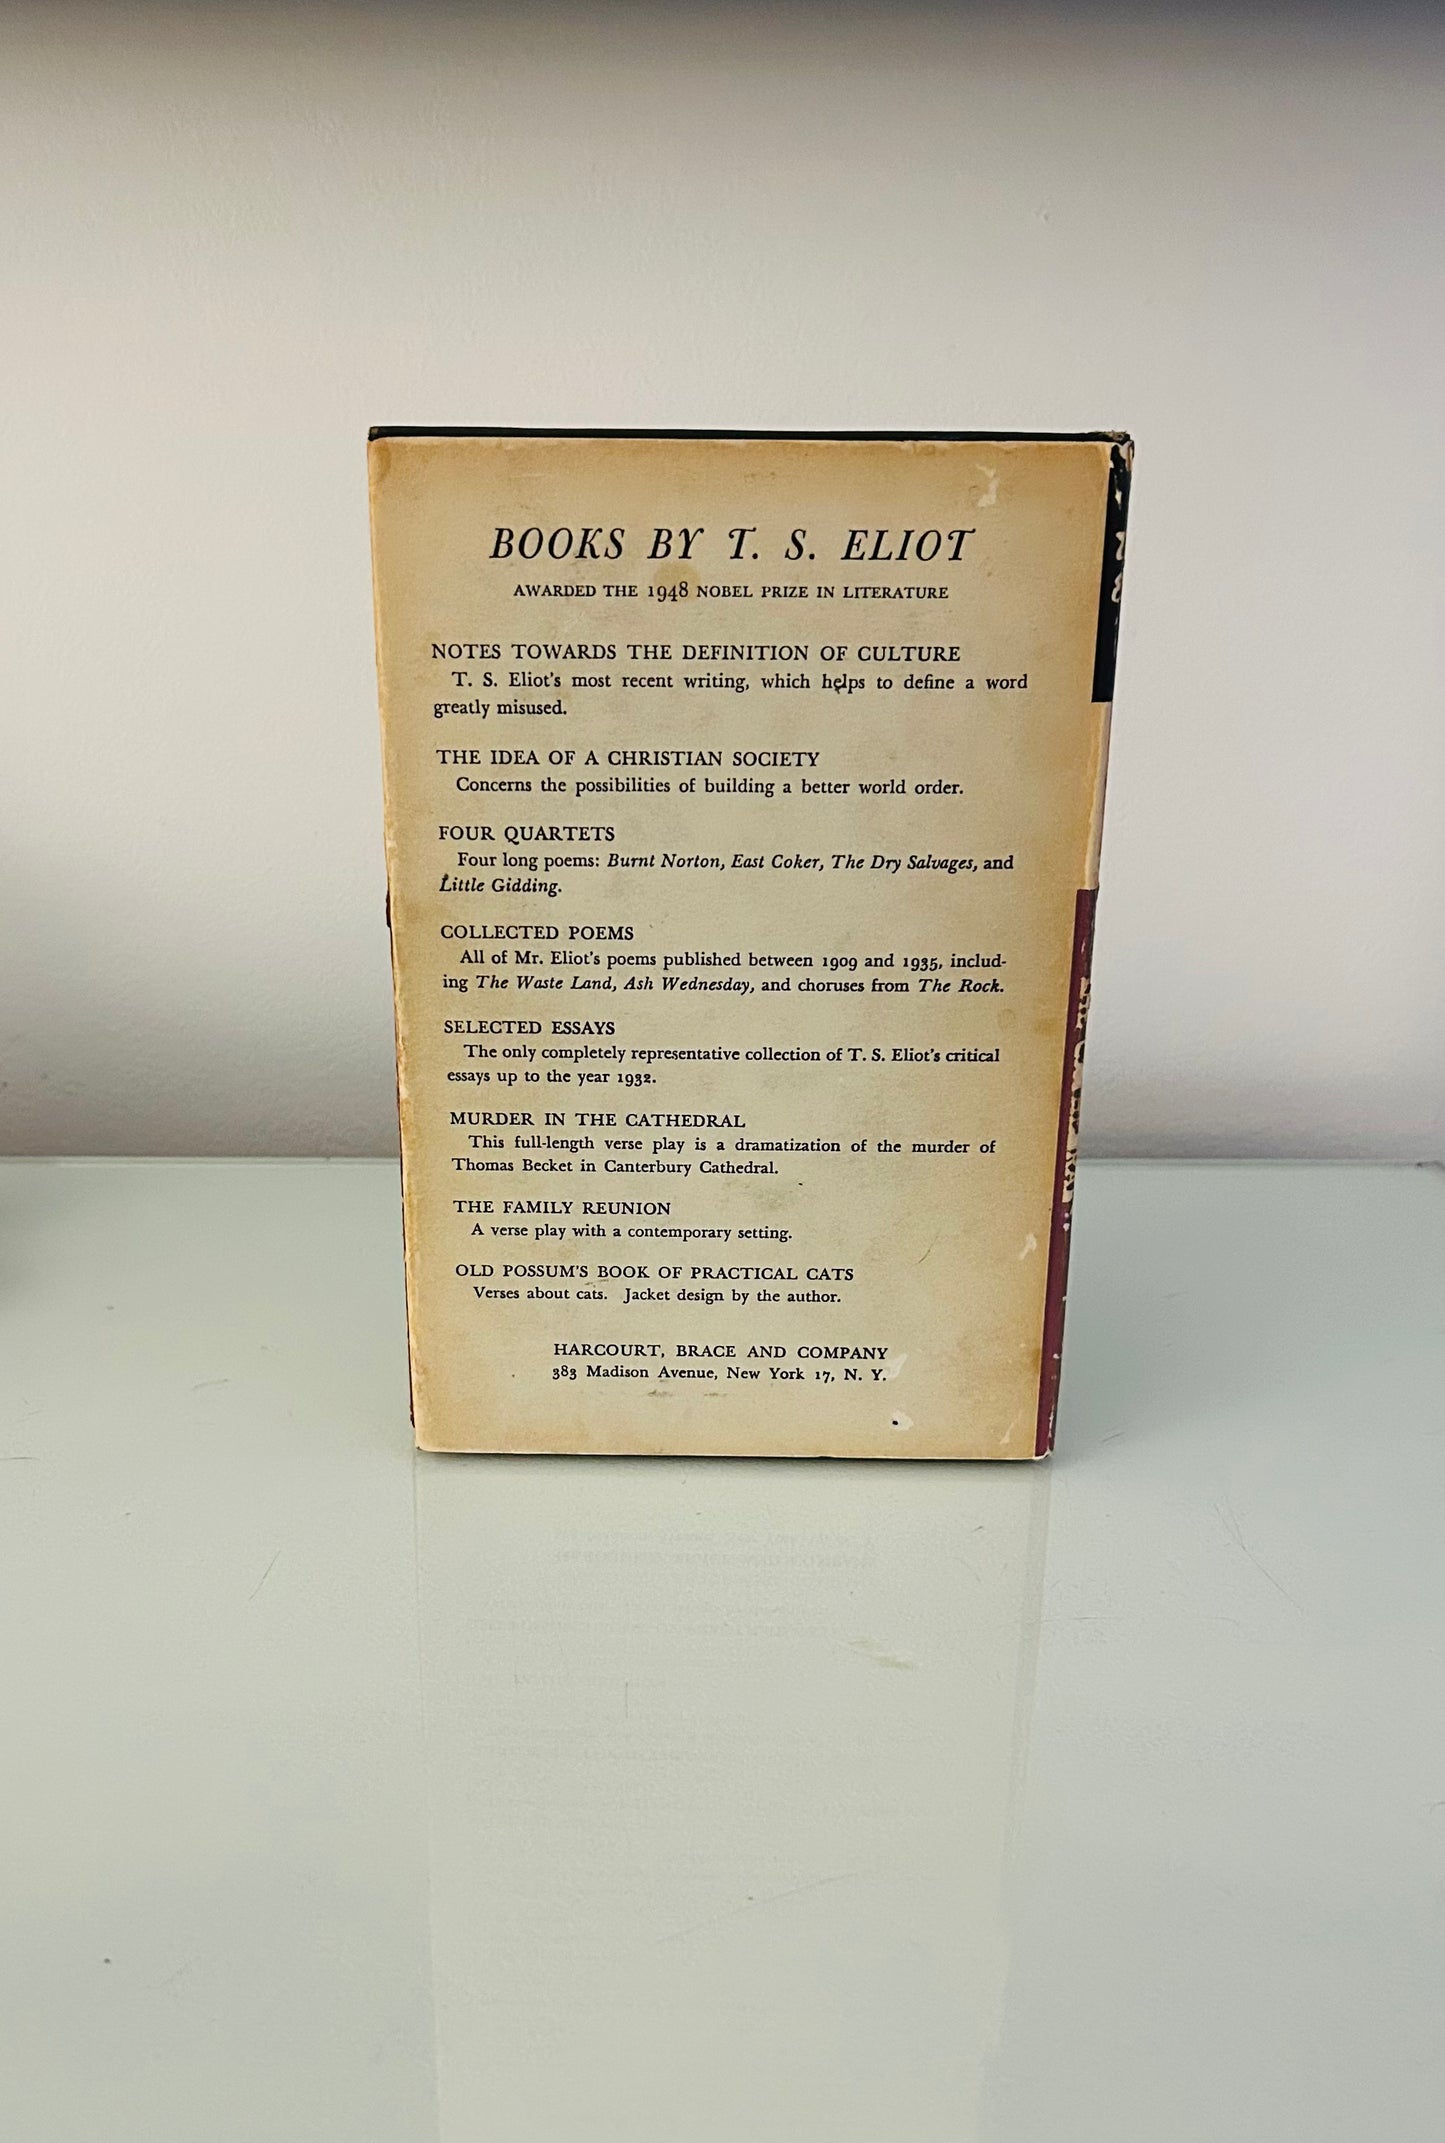 BOOKS BY T. S. ELIOT
AWARDED THE 1948 NOBEL PRIZE IN LITERATURE
NOTES TOWARDS THE DEFINITION OF CULTURE
T. S. Eliot's most recent writing, which helps to define a word
greatly misused.
THE IDEA OF A CHRISTIAN SOCIETY
Concerns the possibilities of building a better world order.
FOUR QUARTETS
Four long poems: Burnt Norton, East Coker, The Dry Salvages, and
Little Gidding.
COLLECTED POEMS
All of Mr. Eliot's poems published between 1909 and 1935, includ-
ing The Waste Land, Ash Wednesday, and choruses from The Rock.
SELECTED ESSAYS
The only completely representative collection of T. S. Eliot's critical
essays up to the year 1932.
MURDER IN THE CATHEDRAL
This full-length verse play is a dramatization of the murder of
Thomas Becket in Canterbury Cathedral.
THE FAMILY REUNION
A verse play with a contemporary setting.
OLD POSSUM'S BOOK OF PRACTICAL CATS
Verses about cats. Jacket design by the author.
HARCOURT, BRACE AND COMPANY
383 Madison Avenue, New York 17, N. Y.